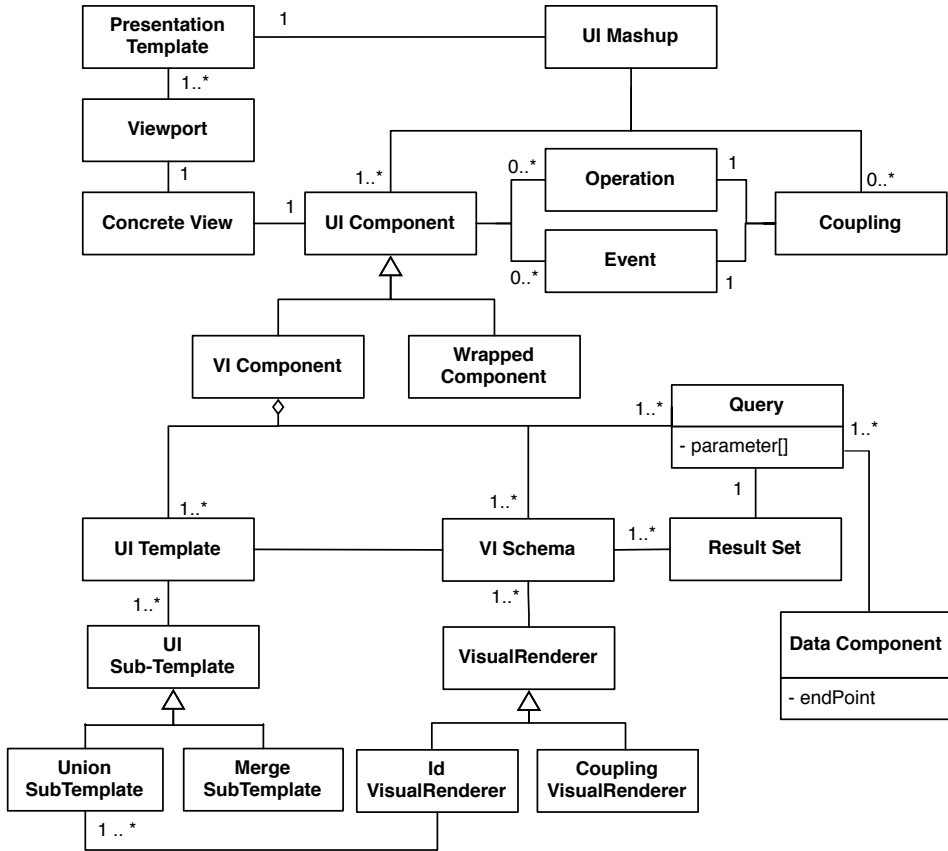 Presentation
Template
1
UI Mashup
1..*
Viewport
1
1..*
0..*
Operation
1
0..*
Concrete View
1
UI Component
Coupling
0..*
Event
1
VI Component
Wrapped
Component
1..*
Query
1..*
- parameter[]
1..*
1..*
1
UI Template
VI Schema
1..*
Result Set
1..*
1..*
UI
Sub-Template
VisualRenderer
Data Component
- endPoint
Union
SubTemplate
Merge
SubTemplate
Id
VisualRenderer
Coupling
VisualRenderer
1 .. *